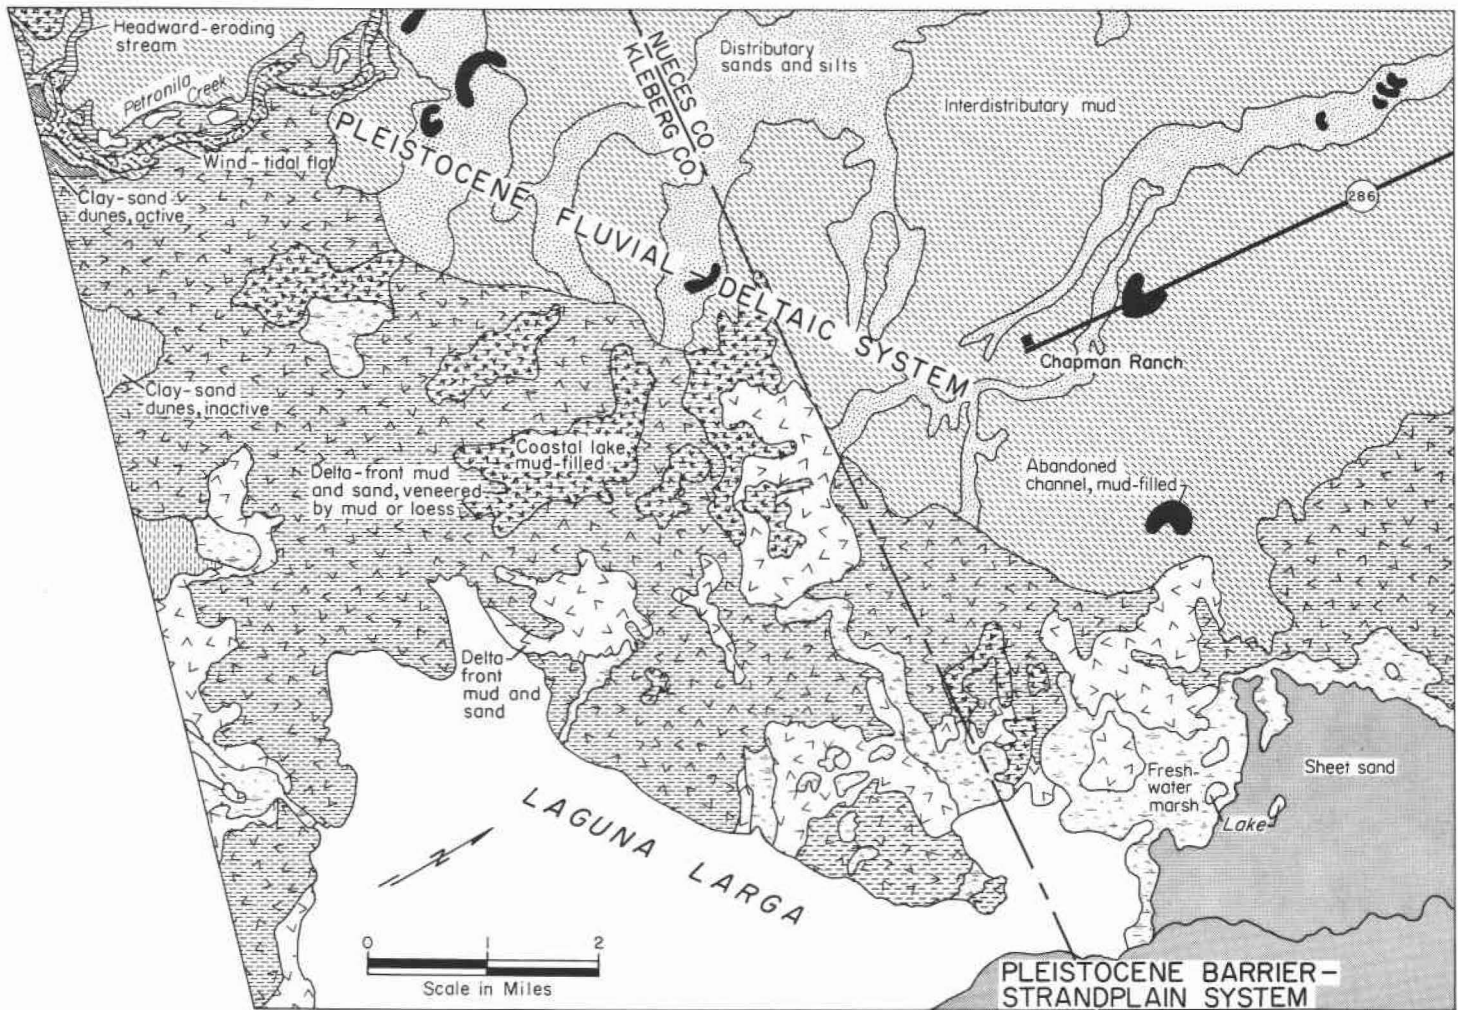 Headward-eroding
stream
Petronila
Creek
Wind-tidal flat
Clay-sand
dunes, active
NUECES CO
KLEBERG CO.
Distributary
sands and silts
Interdistributary mud
286
PLEISTOCENE FLUVIAL-DELTAIC SYSTEM
Chapman Ranch
Clay-sand
dunes, inactive
Coastal lake,
mud-filled
Delta-front mud
and sand, veneered
by mud or loess
Abandoned
channel, mud-filled
Delta
front
mud and
sand
Fresh-
water
marsh
Sheet sand
Lake
LAGUNA LARGA
N
0 1 2
Scale in Miles
PLEISTOCENE BARRIER-
STRANDPLAIN SYSTEM